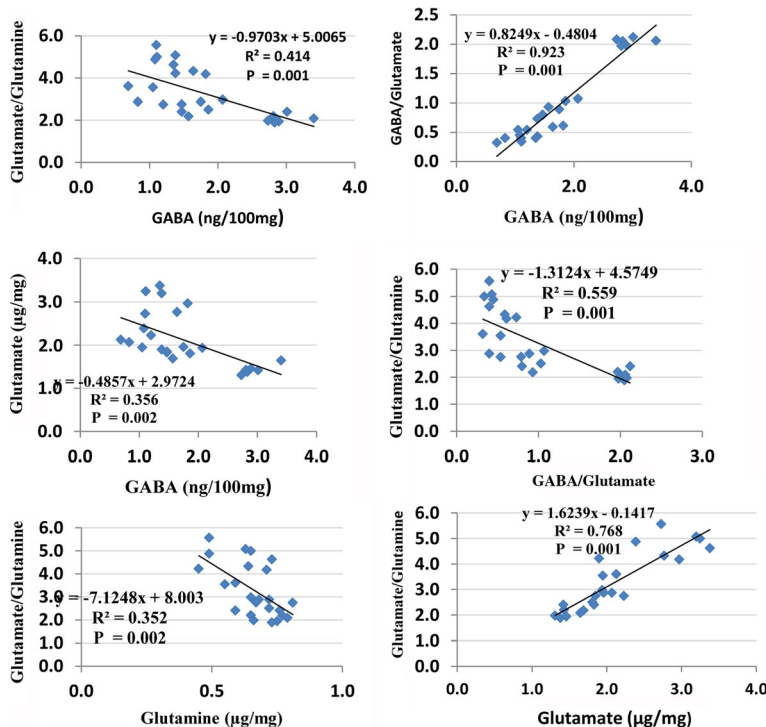 y = -0.9703x + 5.0065
R² = 0.414
P = 0.001
Glutamate/Glutamine
6.0
5.0
4.0
3.0
2.0
1.0
0.0
0.0 1.0 2.0 3.0 4.0
GABA (ng/100mg)
y = 0.8249x - 0.4804
R² = 0.923
P = 0.001
GABA/Glutamate
2.5
2.0
1.5
1.0
0.5
0.0
0.0 2.0 4.0
GABA (ng/100mg)
Glutamate (µg/mg)
4.0
3.0
2.0
1.0
0.0
y = -0.4857x + 2.9724
R² = 0.356
P = 0.002
0.0 1.0 2.0 3.0 4.0
GABA (ng/100mg)
y = -1.3124x + 4.5749
R² = 0.559
P = 0.001
Glutamate/Glutamine
6.0
5.0
4.0
3.0
2.0
1.0
0.0
0.0 1.0 2.0 3.0
GABA/Glutamate
Glutamate/Glutamine
6.0
5.0
4.0
3.0
2.0
1.0
0.0
y = -7.1248x + 8.003
R² = 0.352
P = 0.002
0.5 1.0
Glutamine (µg/mg)
y = 1.6239x - 0.1417
R² = 0.768
P = 0.001
Glutamate/Glutamine
6.0
5.0
4.0
3.0
2.0
1.0
0.0
0.0 1.0 2.0 3.0 4.0
Glutamate (µg/mg)